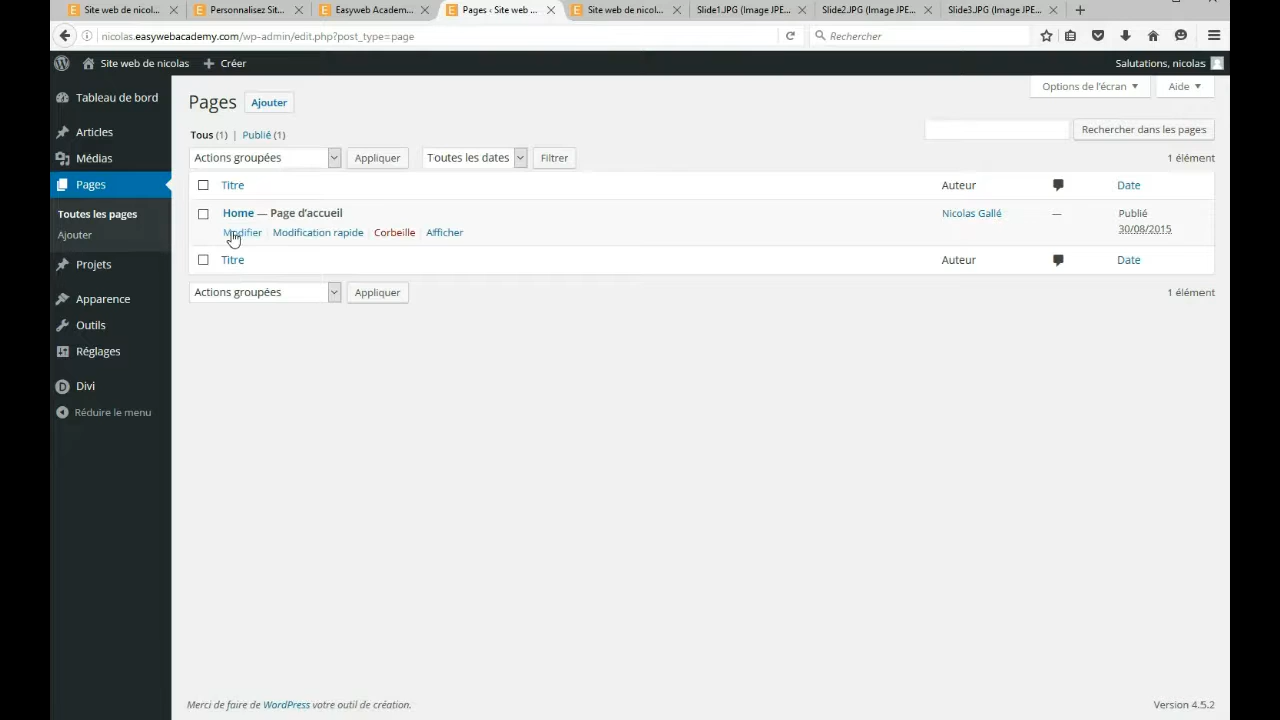 Site web de nicol... Personnalisez Sit... Easyweb Academ... Pages ‹ Site web ... Site web de nicol... Slide1.JPG (Image JPE... Slide2.JPG (Image JPE... Slide3.JPG (Image JPE...
nicolas.easywebacademy.com/wp-admin/edit.php?post_type=page Rechercher
Site web de nicolas Créer Salutations, nicolas
Tableau de bord
Articles
Médias
Pages
Toutes les pages
Ajouter
Projets
Apparence
Outils
Réglages
Divi
Réduire le menu
Options de l'écran Aide
Pages Ajouter
Tous (1) | Publié (1)
Rechercher dans les pages
Actions groupées Appliquer Toutes les dates Filtrer 1 élément
Titre Auteur Date
Home — Page d'accueil Nicolas Gallé — Publié
Modifier | Modification rapide | Corbeille | Afficher 30/08/2015
Titre Auteur Date
Actions groupées Appliquer 1 élément
Merci de faire de WordPress votre outil de création. Version 4.5.2